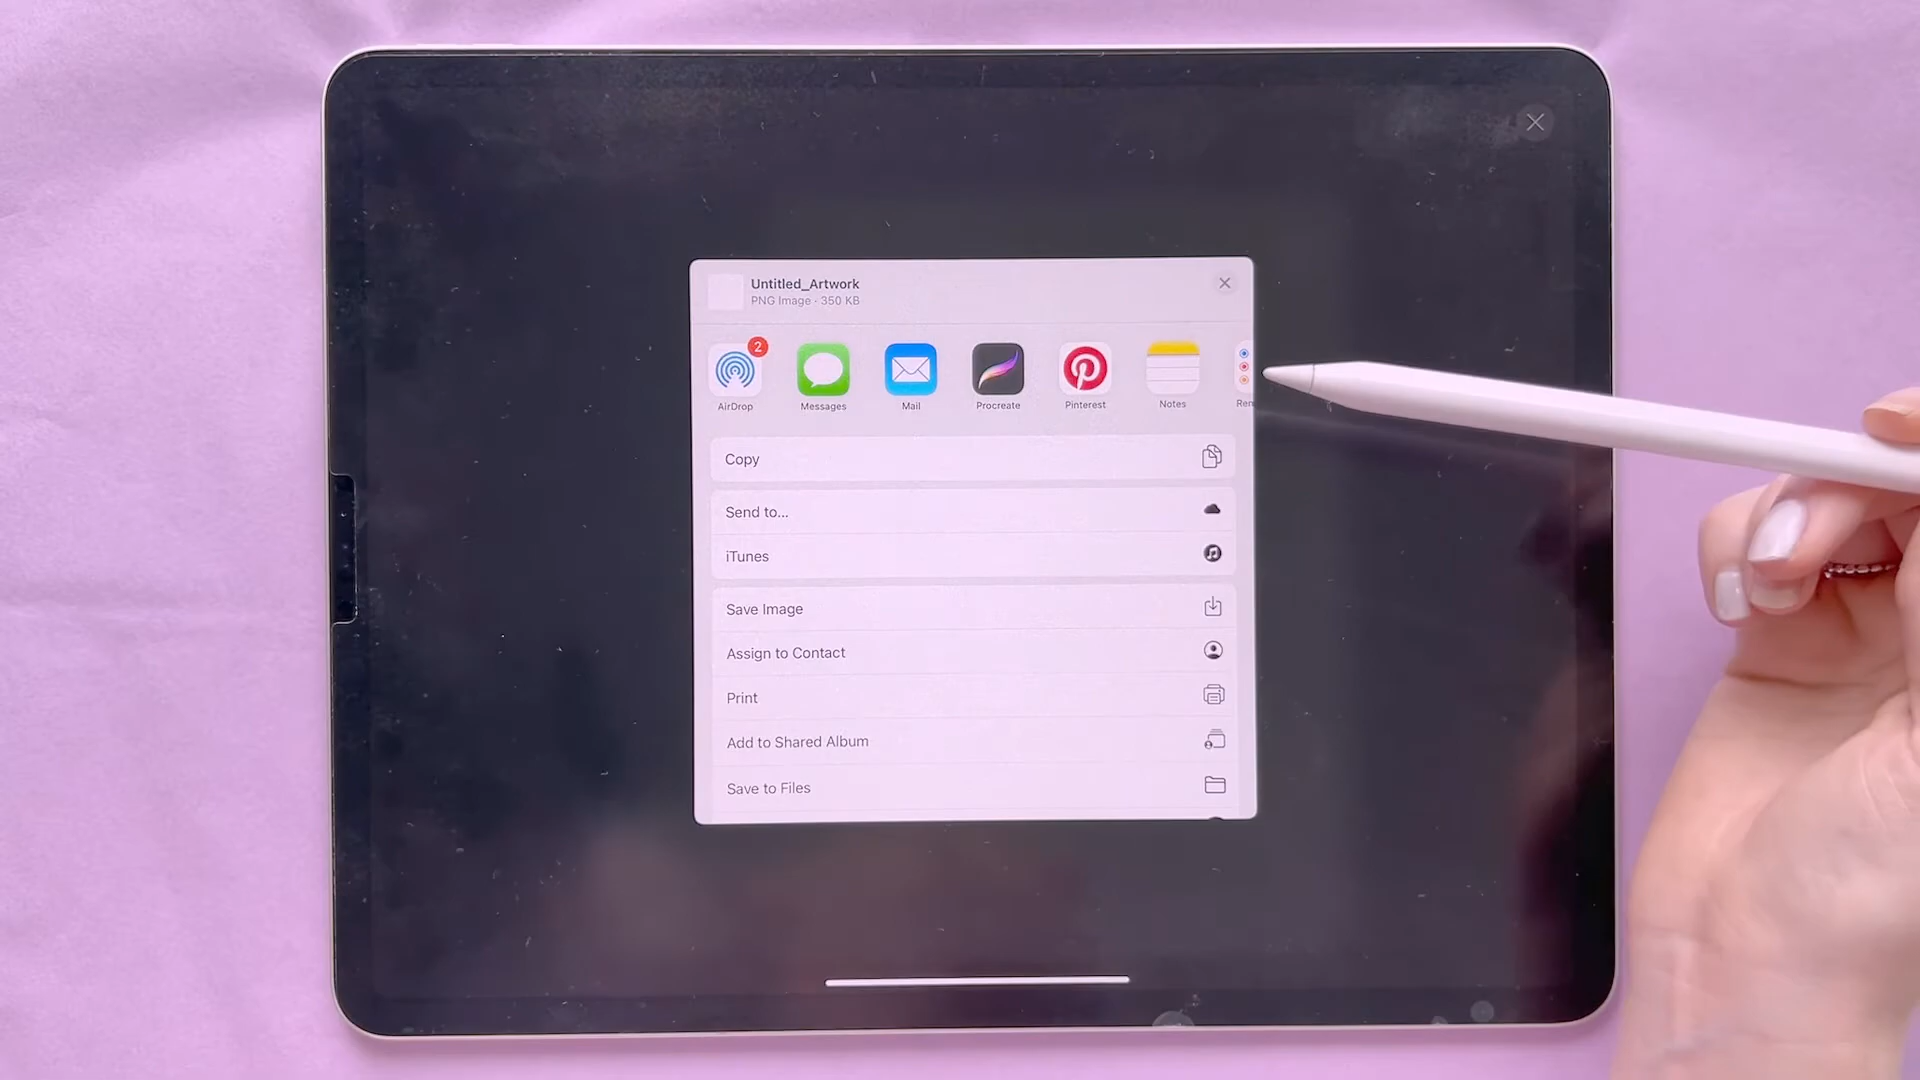 Untitled_Artwork
PNG Image · 350 KB
2
AirDrop
Messages
Mail
Procreate
Pinterest
Notes
Rem
Copy
Send to...
iTunes
Save Image
Assign to Contact
Print
Add to Shared Album
Save to Files